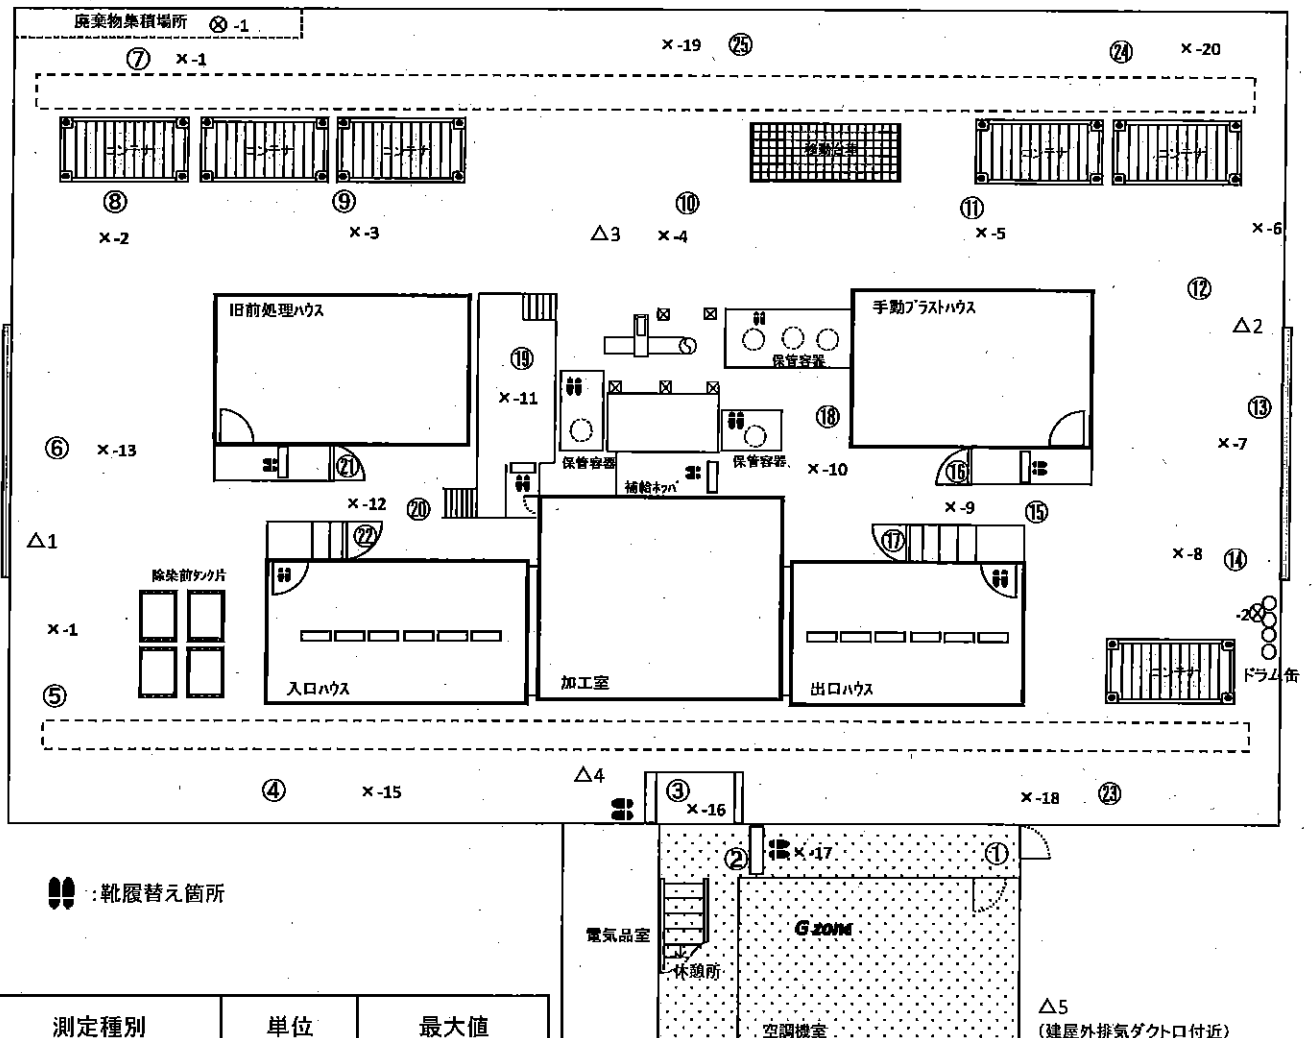 廃棄物集積場所 ⊗ -1
⑦ ×-1
×-19 ㉕
㉔ ×-20
コンテナ コンテナ コンテナ 移動台車 コンテナ コンテナ
⑧ ⑨ ⑩ ⑪
×-2 ×-3 △3 ×-4 ×-5 ×-6
⑫
旧前処理ハウス
手動ブラストハウス
△2
⑲
保管容器
×-11
⑱
⑬
⑥ ×-13
×-7
㉑
保管容器
保管容器
×-10
⑯
補給ホッパ
×-12 ⑳
×-9 ⑮
△1
㉒
⑰
×-8 ⑭
除染前タンク片
×-1
-2⊗
入口ハウス
加工室
出口ハウス
コンテナ
ドラム缶
⑤
④ ×-15
△4
③ ×-16
×-18 ㉓
② ×-17 ①
:靴履替え箇所
電気品室
G zone
休憩所
空調機室
△5
(建屋外排気ダクト口付近)
測定種別 単位 最大値